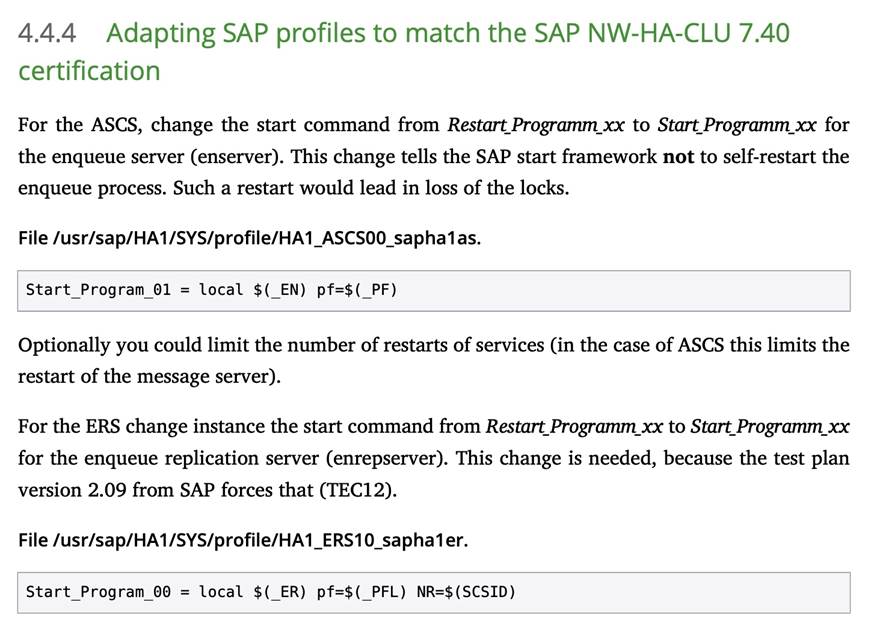 4.4.4 Adapting SAP profiles to match the SAP NW-HA-CLU 7.40
certification
For the ASCS, change the start command from Restart_Programm_xx to Start_Programm_xx for
the enqueue server (enserver). This change tells the SAP start framework not to self-restart the
enqueue process. Such a restart would lead in loss of the locks.
File /usr/sap/HA1/SYS/profile/HA1_ASCS00_sapha1as.
Start_Program_01 = local $(_EN) pf=$(_PF)
Optionally you could limit the number of restarts of services (in the case of ASCS this limits the
restart of the message server).
For the ERS change instance the start command from Restart_Programm_xx to Start_Programm_xx
for the enqueue replication server (enrepserver). This change is needed, because the test plan
version 2.09 from SAP forces that (TEC12).
File /usr/sap/HA1/SYS/profile/HA1_ERS10_sapha1er.
Start_Program_00 = local $(_ER) pf=$(_PFL) NR=$(SCSID)